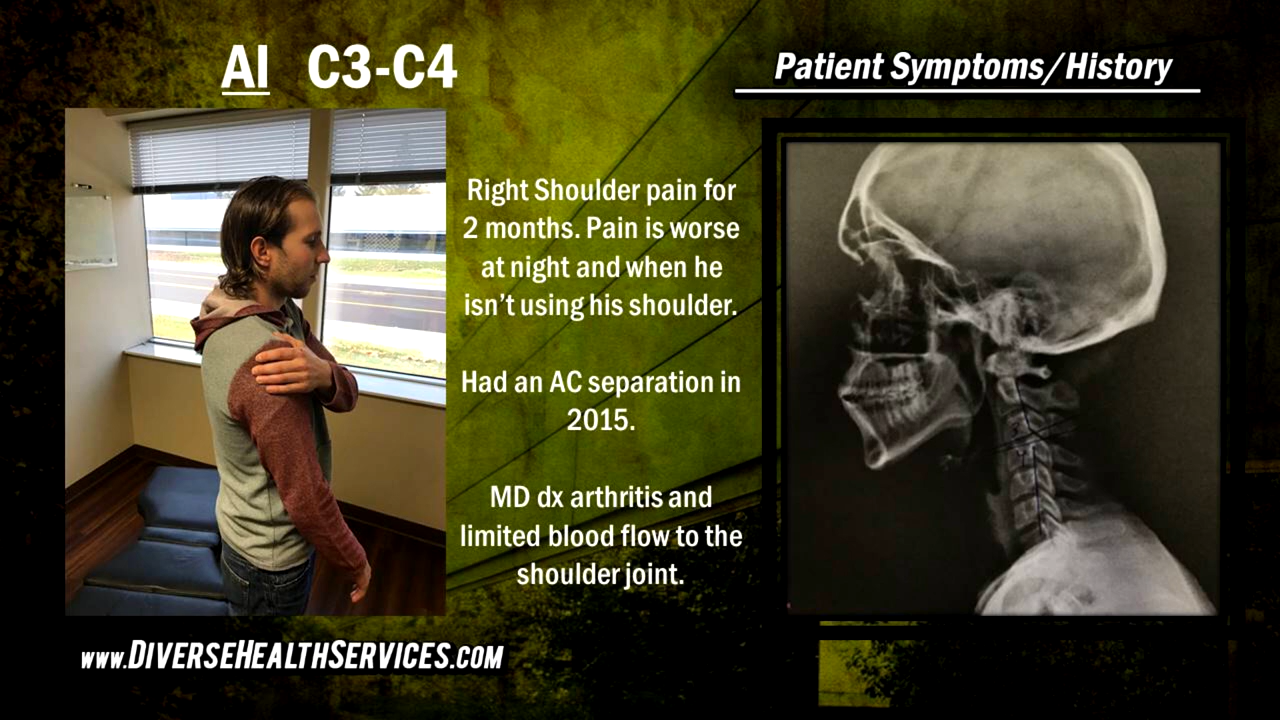 AI C3-C4
Patient Symptoms/History
Right Shoulder pain for
2 months. Pain is worse
at night and when he
isn't using his shoulder.
Had an AC separation in
2015.
MD dx arthritis and
limited blood flow to the
shoulder joint.
www.DiverseHealthServices.com